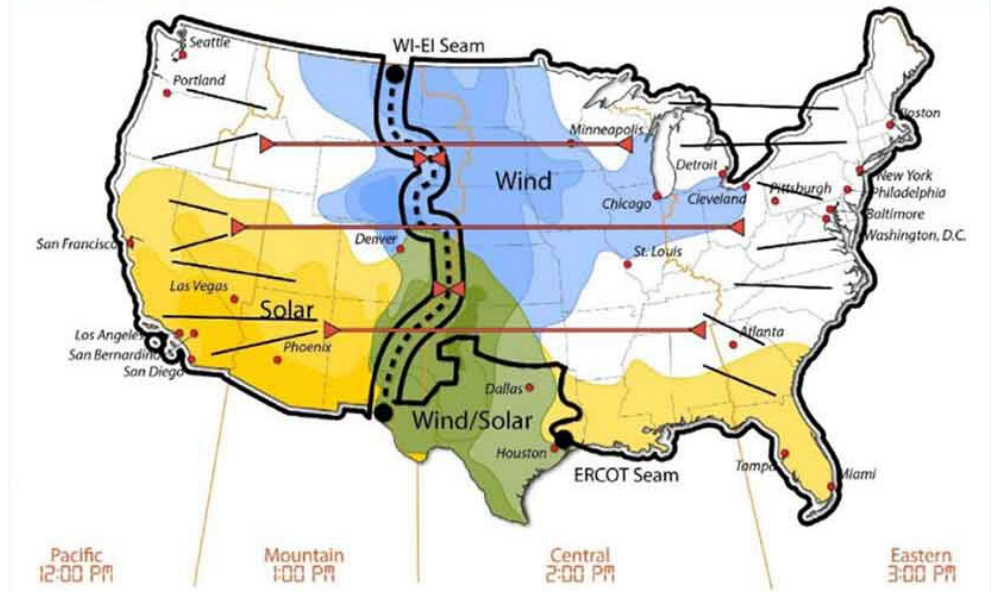 WI-EI Seam
Seattle
Portland
Minneapolis
Boston
Detroit
New York
Wind
Pittsburgh
Philadelphia
Chicago
Cleveland
Baltimore
Washington, D.C.
San Francisco
Denver
St. Louis
Las Vegas
Solar
Los Angeles
Atlanta
San Bernardino
Phoenix
San Diego
Dallas
Wind/Solar
Houston
Tampa
Miami
ERCOT Seam
Pacific
12:00 PM
Mountain
1:00 PM
Central
2:00 PM
Eastern
3:00 PM